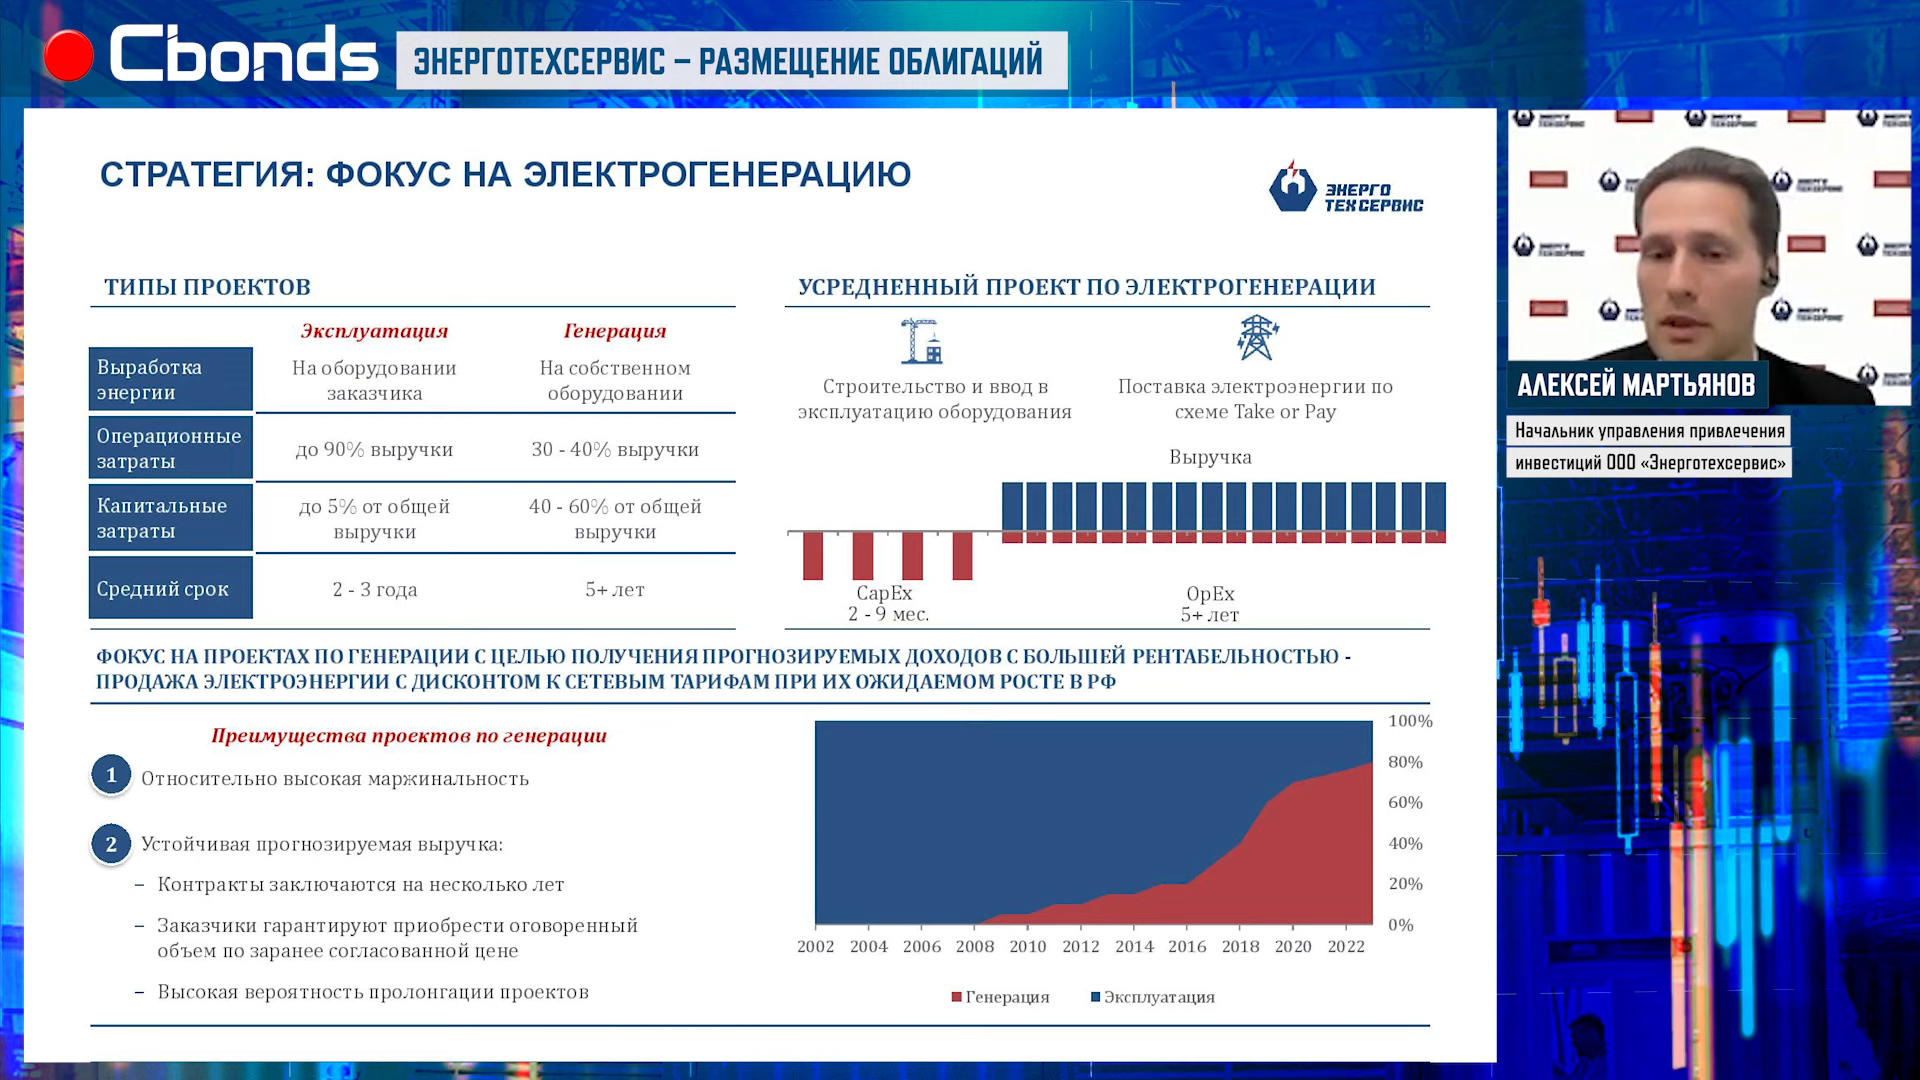 Cbonds
ЭНЕРГОТЕХСЕРВИС – РАЗМЕЩЕНИЕ ОБЛИГАЦИЙ
СТРАТЕГИЯ: ФОКУС НА ЭЛЕКТРОГЕНЕРАЦИЮ
ЭНЕРГО
ТЕХСЕРВИС
ТИПЫ ПРОЕКТОВ
Эксплуатация
Генерация
Выработка
энергии
На оборудовании
заказчика
На собственном
оборудовании
Операционные
затраты
до 90% выручки
30 - 40% выручки
Капитальные
затраты
до 5% от общей
выручки
40 - 60% от общей
выручки
Средний срок
2 - 3 года
5+ лет
УСРЕДНЕННЫЙ ПРОЕКТ ПО ЭЛЕКТРОГЕНЕРАЦИИ
Строительство и ввод в
эксплуатацию оборудования
Поставка электроэнергии по
схеме Take or Pay
Выручка
CapEx
2 - 9 мес.
OpEx
5+ лет
ФОКУС НА ПРОЕКТАХ ПО ГЕНЕРАЦИИ С ЦЕЛЬЮ ПОЛУЧЕНИЯ ПРОГНОЗИРУЕМЫХ ДОХОДОВ С БОЛЬШЕЙ РЕНТАБЕЛЬНОСТЬЮ -
ПРОДАЖА ЭЛЕКТРОЭНЕРГИИ С ДИСКОНТОМ К СЕТЕВЫМ ТАРИФАМ ПРИ ИХ ОЖИДАЕМОМ РОСТЕ В РФ
Преимущества проектов по генерации
1 Относительно высокая маржинальность
2 Устойчивая прогнозируемая выручка:
– Контракты заключаются на несколько лет
– Заказчики гарантируют приобрести оговоренный
объем по заранее согласованной цене
– Высокая вероятность пролонгации проектов
100%
80%
60%
40%
20%
0%
2002 2004 2006 2008 2010 2012 2014 2016 2018 2020 2022
Генерация Эксплуатация
АЛЕКСЕЙ МАРТЬЯНОВ
Начальник управления привлечения
инвестиций ООО «Энерготехсервис»